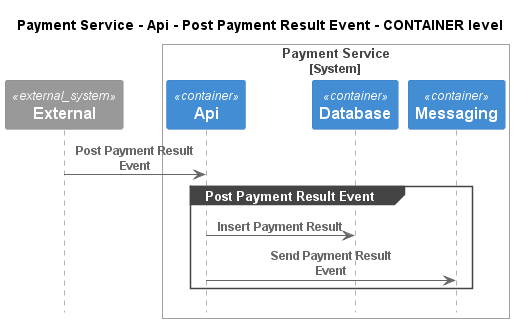 Payment Service - Api - Post Payment Result Event - CONTAINER level
Payment Service
[System]
«external_system»
External
«container»
Api
«container»
Database
«container»
Messaging
Post Payment Result
Event
Post Payment Result Event
Insert Payment Result
Send Payment Result
Event